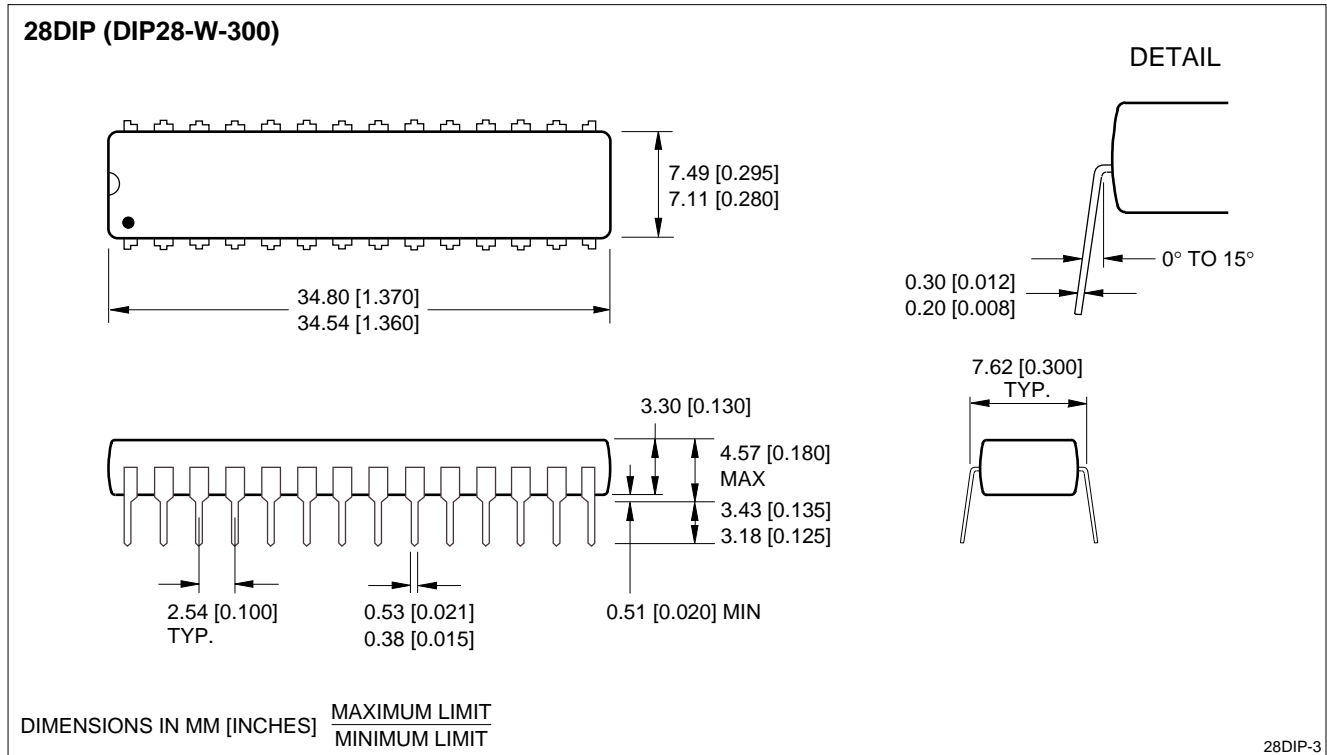 28DIP (DIP28-W-300)
DETAIL
7.49 [0.295]
7.11 [0.280]
34.80 [1.370]
34.54 [1.360]
0° TO 15°
0.30 [0.012]
0.20 [0.008]
7.62 [0.300]
TYP.
3.30 [0.130]
4.57 [0.180]
MAX
3.43 [0.135]
3.18 [0.125]
2.54 [0.100]
TYP.
0.53 [0.021]
0.38 [0.015]
0.51 [0.020] MIN
DIMENSIONS IN MM [INCHES]
MAXIMUM LIMIT
MINIMUM LIMIT
28DIP-3